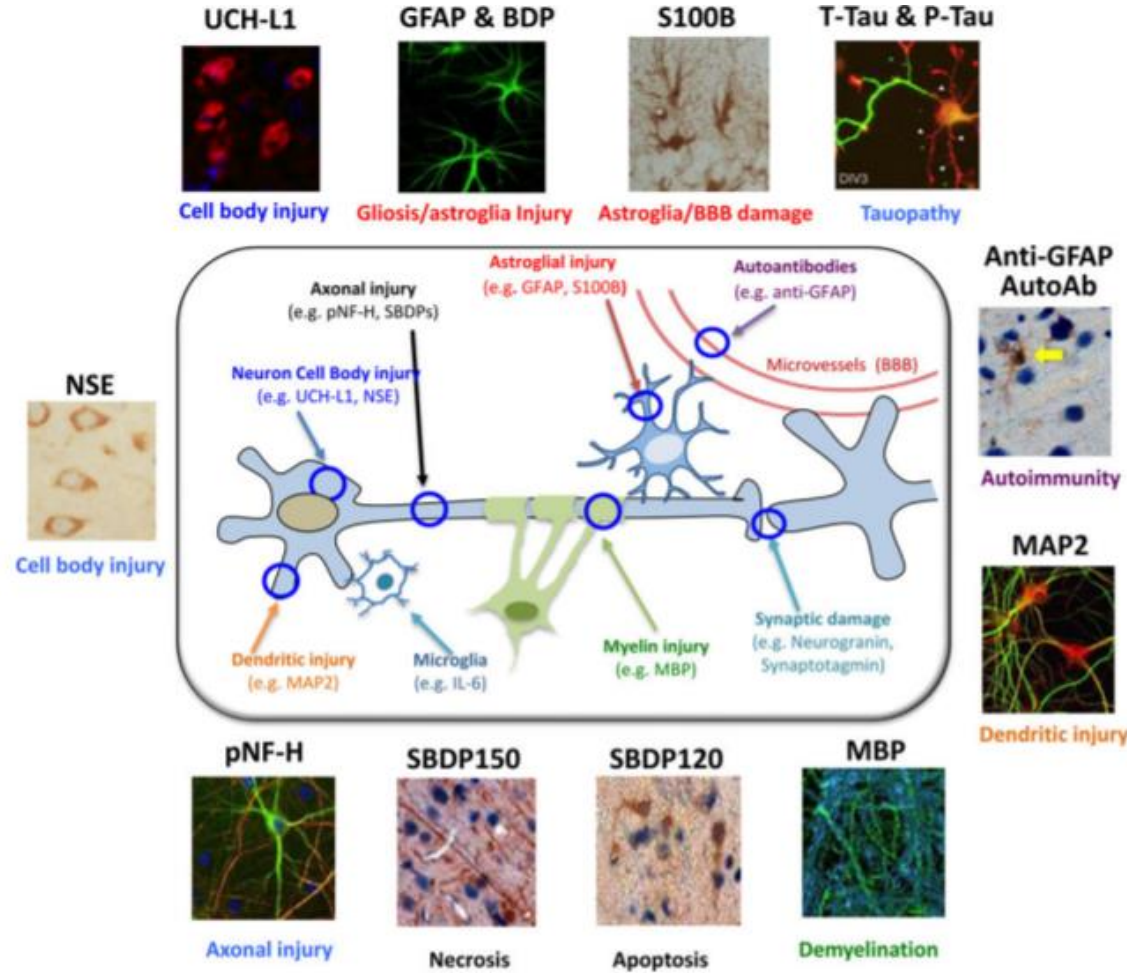 UCH-L1
GFAP & BDP
S100B
T-Tau & P-Tau
DIV3
Cell body injury
Gliosis/astroglia Injury
Astroglia/BBB damage
Tauopathy
Anti-GFAP
AutoAb
Autoimmunity
NSE
Cell body injury
Axonal injury
(e.g. pNF-H, SBDPs)
Astroglial injury
(e.g. GFAP, S100B)
Autoantibodies
(e.g. anti-GFAP)
Microvessels (BBB)
Neuron Cell Body injury
(e.g. UCH-L1, NSE)
Dendritic injury
(e.g. MAP2)
Microglia
(e.g. IL-6)
Myelin injury
(e.g. MBP)
Synaptic damage
(e.g. Neurogranin,
Synaptotagmin)
MAP2
Dendritic injury
pNF-H
SBDP150
SBDP120
MBP
Axonal injury
Necrosis
Apoptosis
Demyelination